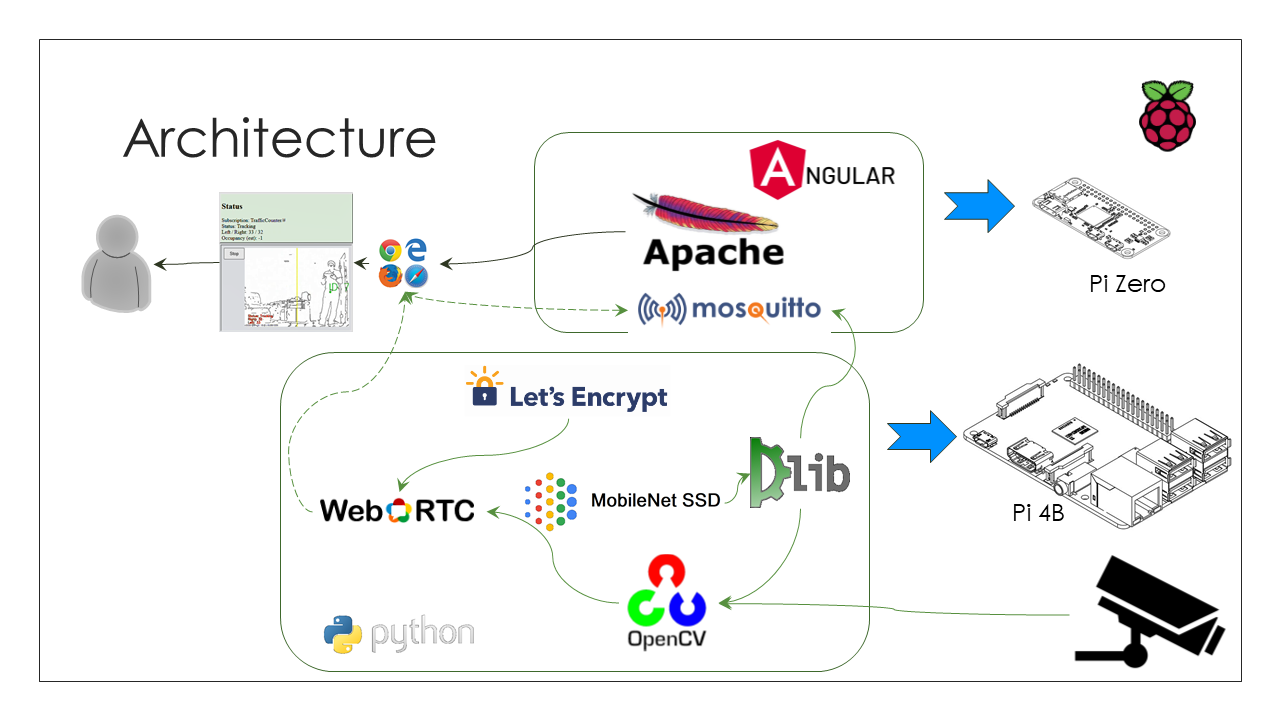 Architecture
ANGULAR
Status
Subscription: TrafficCounter/#
Status: Tracking
Left / Right: 33 / 32
Occupancy (est): -1
Stop
Apache
mosquitto
Pi Zero
Let's Encrypt
Dlib
MobileNet SSD
WebRTC
Pi 4B
OpenCV
python